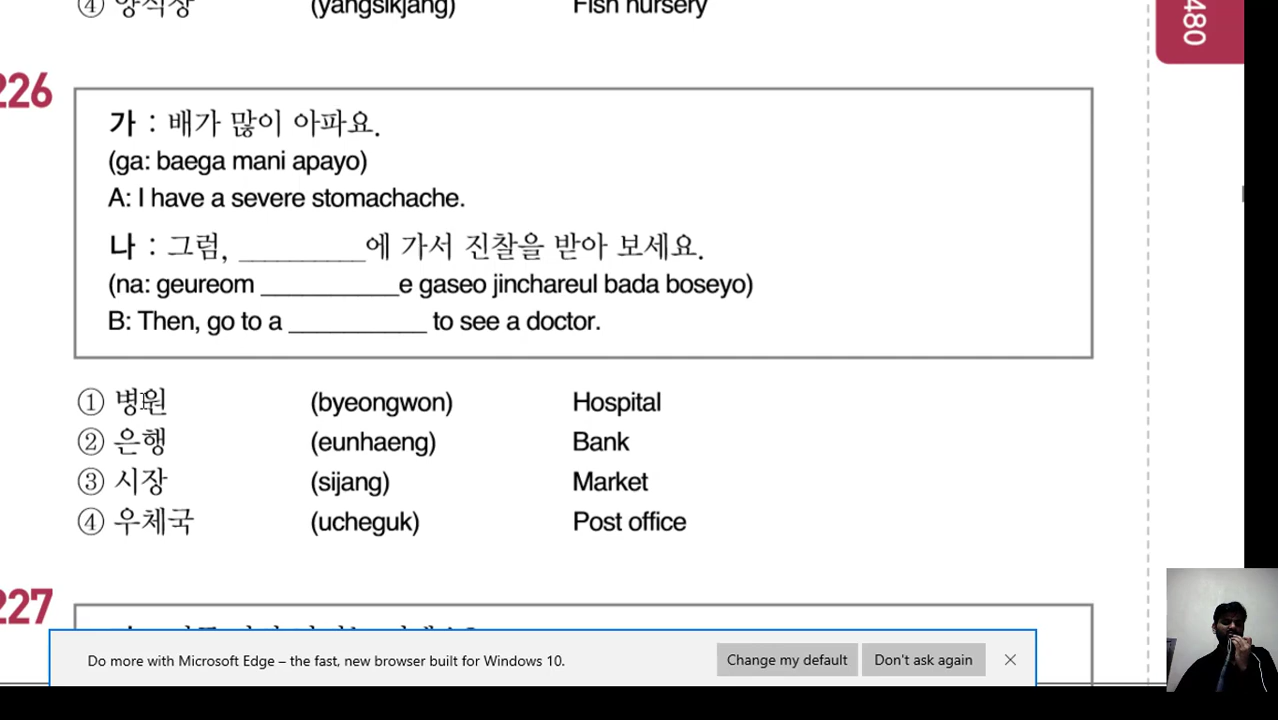 ④ 양식장 (yangsikjang) Fish nursery
480
226
가 : 배가 많이 아파요.
(ga: baega mani apayo)
A: I have a severe stomachache.
나 : 그럼, __________에 가서 진찰을 받아 보세요.
(na: geureom ___________e gaseo jinchareul bada boseyo)
B: Then, go to a ___________ to see a doctor.
① 병원 (byeongwon) Hospital
② 은행 (eunhaeng) Bank
③ 시장 (sijang) Market
④ 우체국 (ucheguk) Post office
227
Do more with Microsoft Edge – the fast, new browser built for Windows 10.
Change my default
Don't ask again